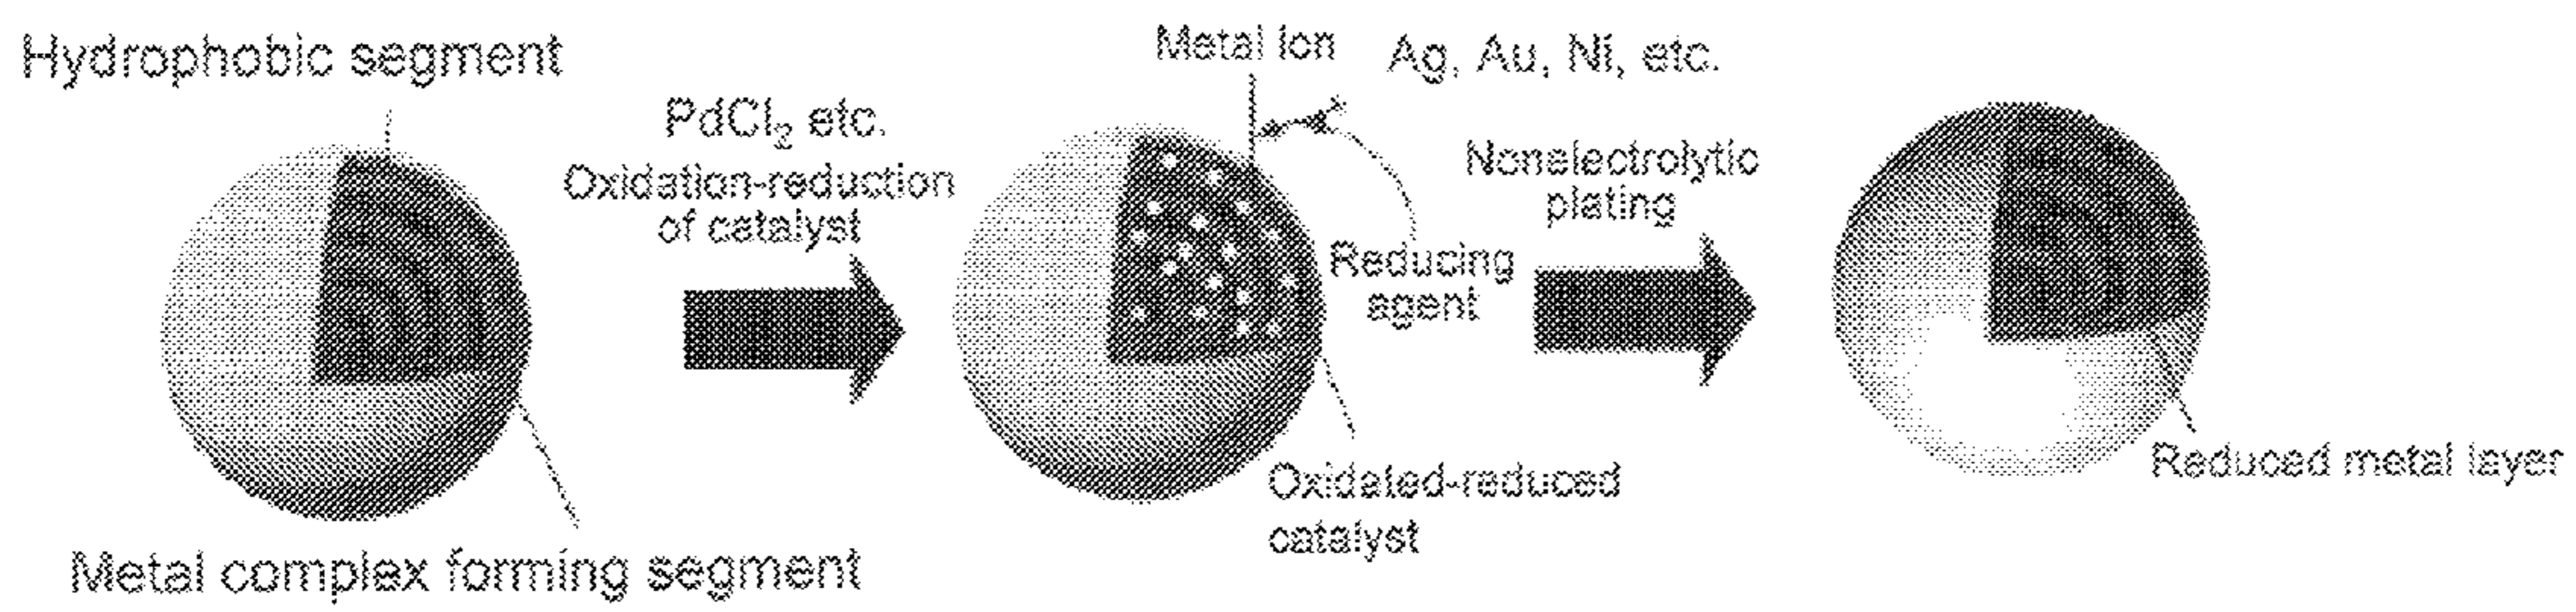 Hydrophobic segment
PdCl₂ etc.
Oxidation-reduction
of catalyst
Metal complex forming segment
Metal Ion
Ag, Au, Ni, etc.
Reducing
agent
Nonelectrolytic
plating
Oxidated-reduced
catalyst
Reduced metal layer